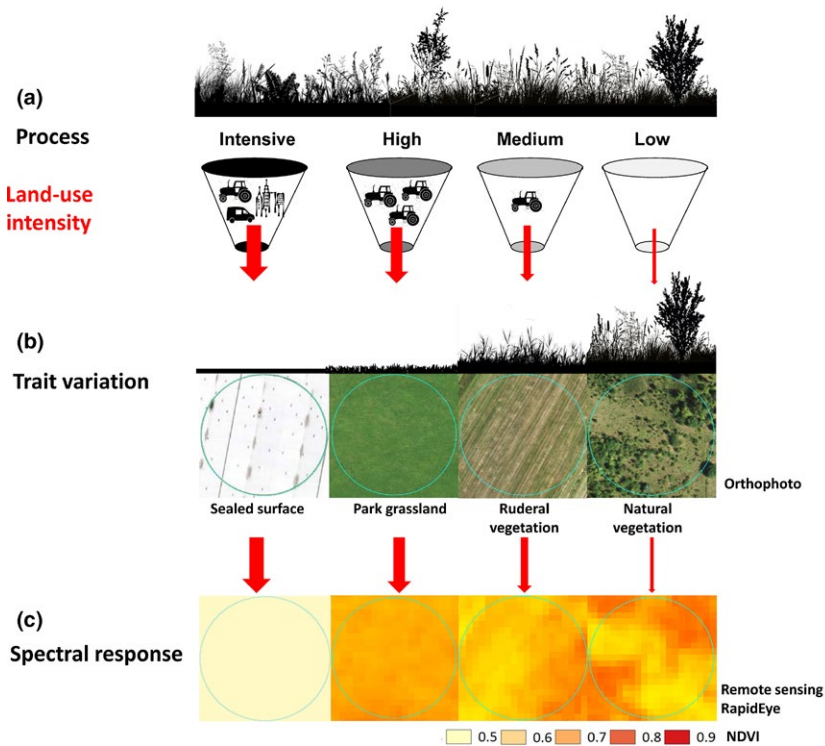 (a)
Process
Intensive High Medium Low
Land-use
intensity
(b)
Trait variation
Orthophoto
Sealed surface Park grassland Ruderal Natural
vegetation vegetation
(c)
Spectral response
Remote sensing
RapidEye
0.5 0.6 0.7 0.8 0.9 NDVI